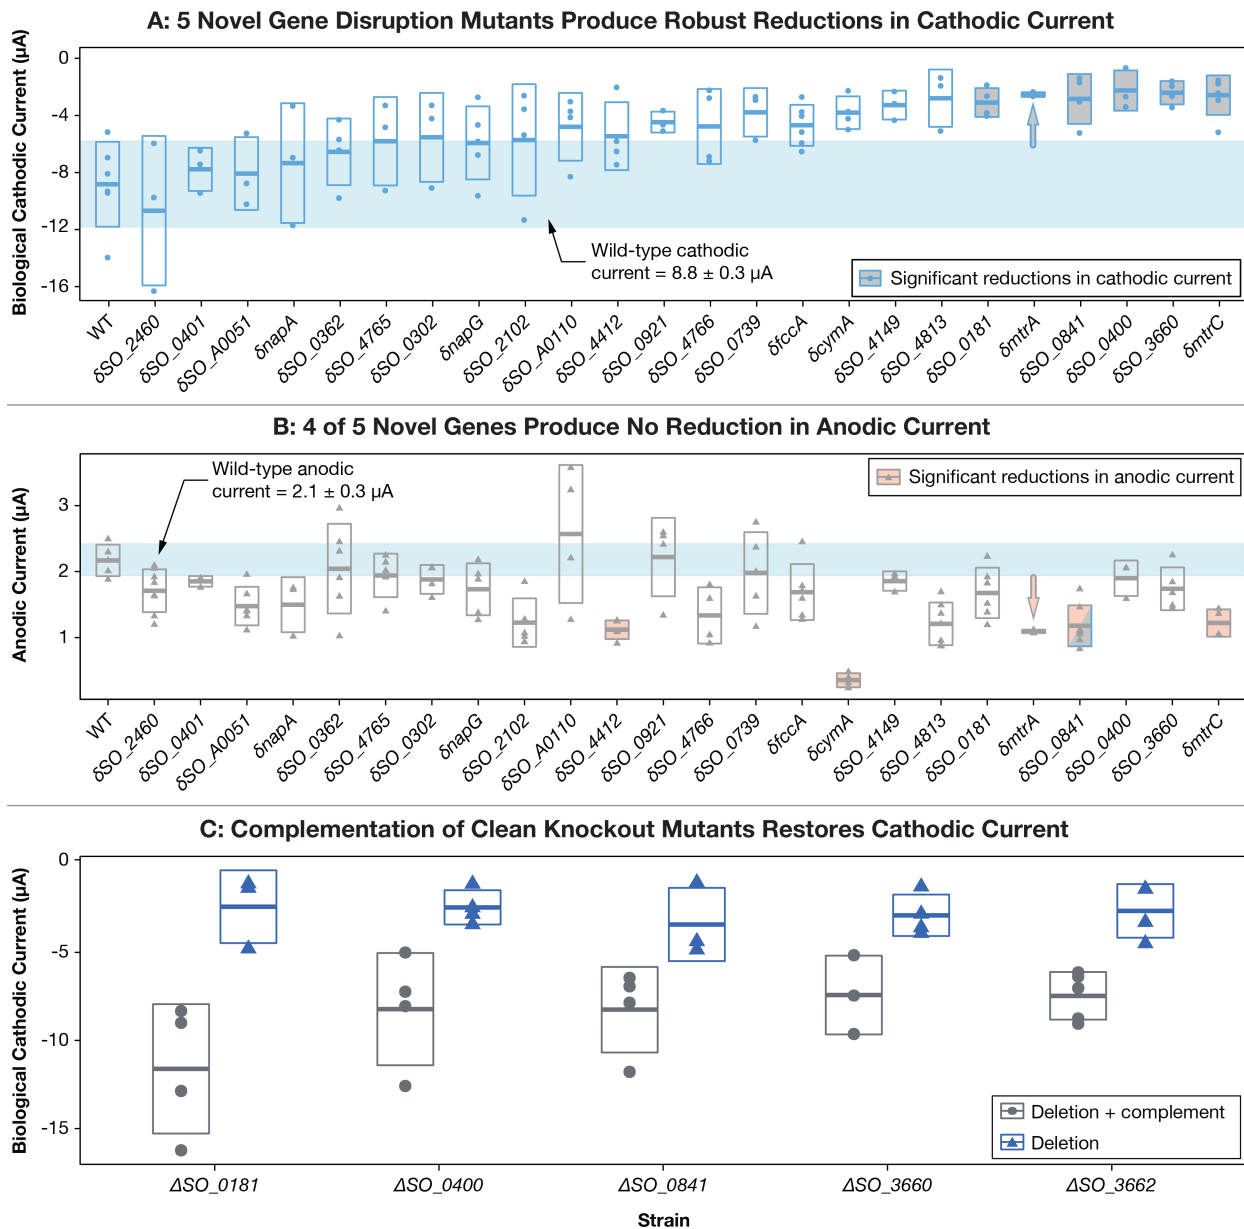 A: 5 Novel Gene Disruption Mutants Produce Robust Reductions in Cathodic Current
Biological Cathodic Current (µA)
0
-4
-8
-12
-16
Wild-type cathodic
current = 8.8 ± 0.3 µA
Significant reductions in cathodic current
WT
δSO_2460
δSO_0401
δSO_A0051
δnapA
δSO_0362
δSO_4765
δSO_0302
δnapG
δSO_2102
δSO_A0110
δSO_4412
δSO_0921
δSO_4766
δSO_0739
δfccA
δcymA
δSO_4149
δSO_4813
δSO_0181
δmtrA
δSO_0841
δSO_0400
δSO_3660
δmtrC
B: 4 of 5 Novel Genes Produce No Reduction in Anodic Current
Anodic Current (µA)
3
2
1
Wild-type anodic
current = 2.1 ± 0.3 µA
Significant reductions in anodic current
WT
δSO_2460
δSO_0401
δSO_A0051
δnapA
δSO_0362
δSO_4765
δSO_0302
δnapG
δSO_2102
δSO_A0110
δSO_4412
δSO_0921
δSO_4766
δSO_0739
δfccA
δcymA
δSO_4149
δSO_4813
δSO_0181
δmtrA
δSO_0841
δSO_0400
δSO_3660
δmtrC
C: Complementation of Clean Knockout Mutants Restores Cathodic Current
Biological Cathodic Current (µA)
0
-5
-10
-15
Deletion + complement
Deletion
ΔSO_0181
ΔSO_0400
ΔSO_0841
ΔSO_3660
ΔSO_3662
Strain